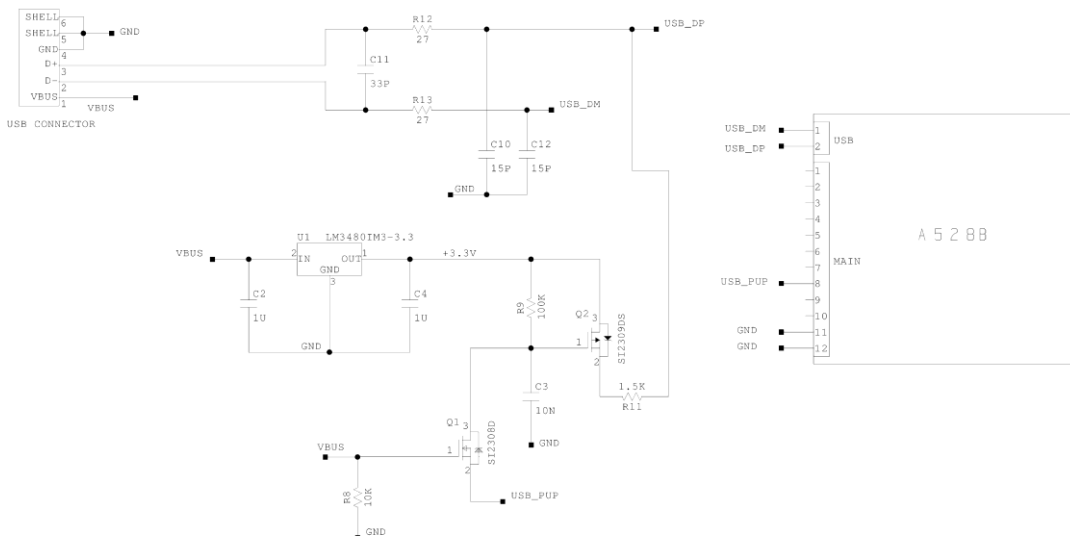 SHELL
6
SHELL
5
GND
GND
4
D+
3
D-
2
VBUS
1
VBUS
USB CONNECTOR
R12
27
USB_DP
C11
33P
R13
27
USB_DM
C10
15P
C12
15P
GND
USB_DM
1
USB_DP
2
USB
1
2
3
4
5
6
7
USB_PUP
8
9
10
GND
11
GND
12
MAIN
A528B
U1 LM3480IM3-3.3
VBUS
2
IN
OUT
1
GND
3
+3.3V
C2
1U
C4
1U
GND
R9
100K
Q2
3
1
2
SI2309DS
1.5K
R11
C3
10N
GND
Q1
3
1
2
SI2308D
VBUS
R8
10K
USB_PUP
GND